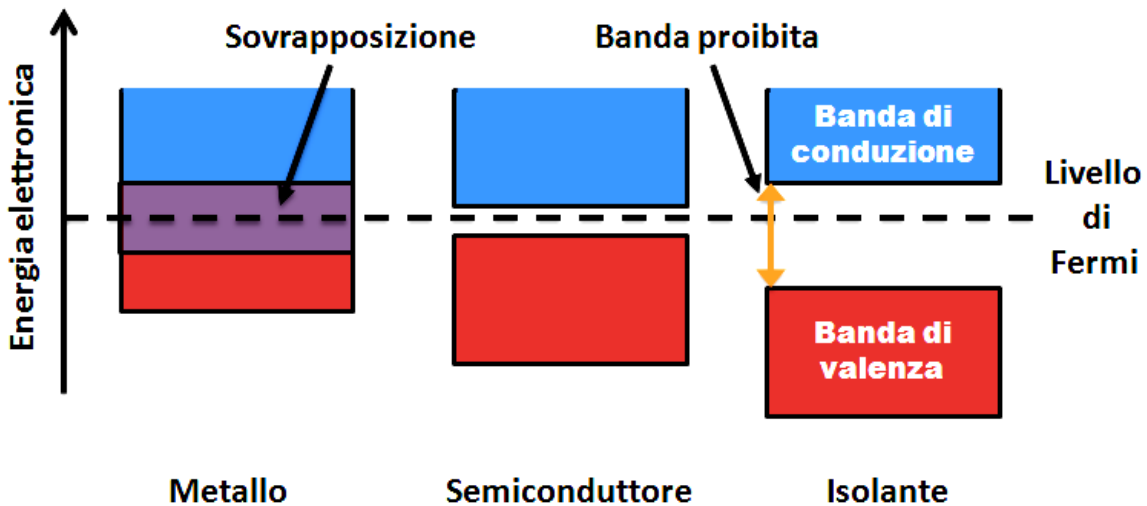 Sovrapposizione
Banda proibita
Energia elettronica
Banda di
conduzione
Livello
di
Fermi
Banda di
valenza
Metallo
Semiconduttore
Isolante